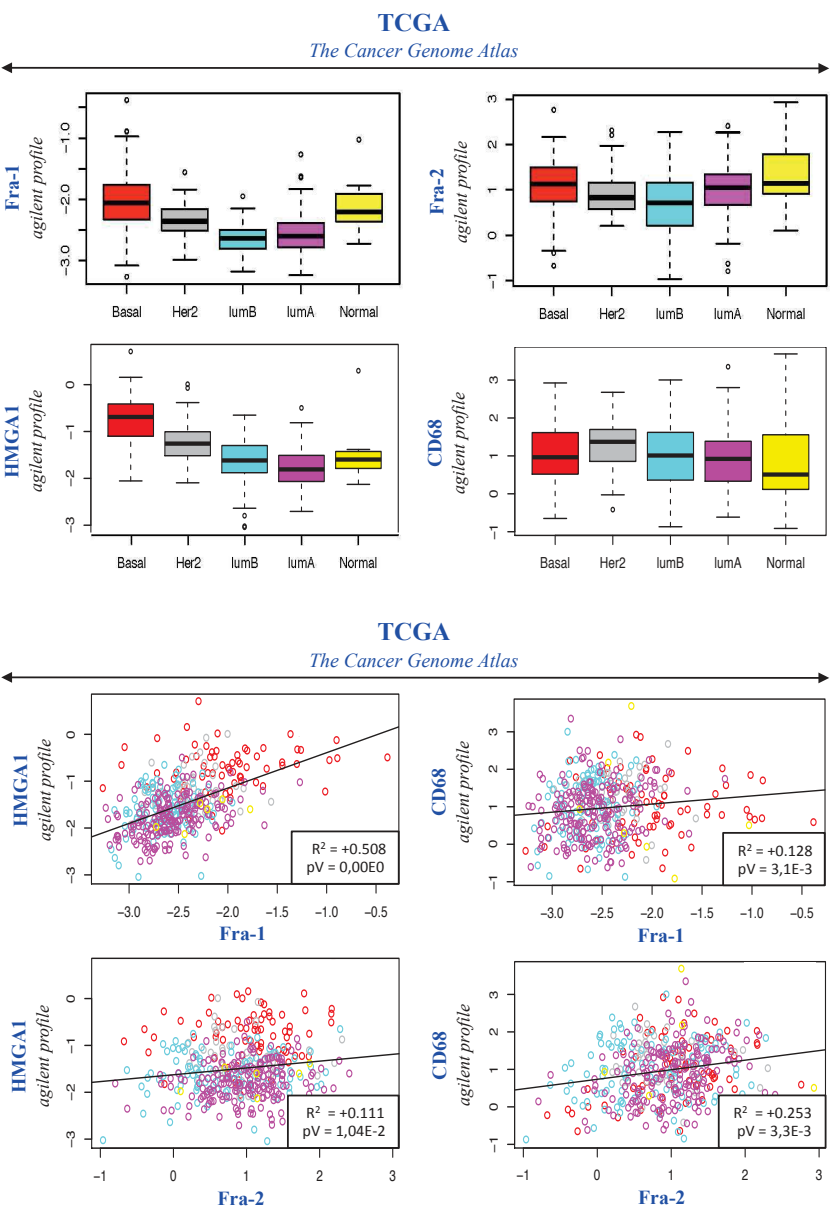 TCGA
The Cancer Genome Atlas
Fra-1
agilent profile
-1.0
-2.0
-3.0
Basal Her2 lumB lumA Normal
Fra-2
agilent profile
3
2
1
0
-1
Basal Her2 lumB lumA Normal
HMGA1
agilent profile
0
-1
-2
-3
Basal Her2 lumB lumA Normal
CD68
agilent profile
3
2
1
0
-1
Basal Her2 lumB lumA Normal
TCGA
The Cancer Genome Atlas
HMGA1
agilent profile
0
-1
-2
-3
R² = +0.508
pV = 0,00E0
-3.0 -2.5 -2.0 -1.5 -1.0 -0.5
Fra-1
CD68
agilent profile
3
2
1
0
-1
R² = +0.128
pV = 3,1E-3
-3.0 -2.5 -2.0 -1.5 -1.0 -0.5
Fra-1
HMGA1
agilent profile
0
-1
-2
-3
R² = +0.111
pV = 1,04E-2
-1 0 1 2 3
Fra-2
CD68
agilent profile
3
2
1
0
-1
R² = +0.253
pV = 3,3E-3
-1 0 1 2 3
Fra-2